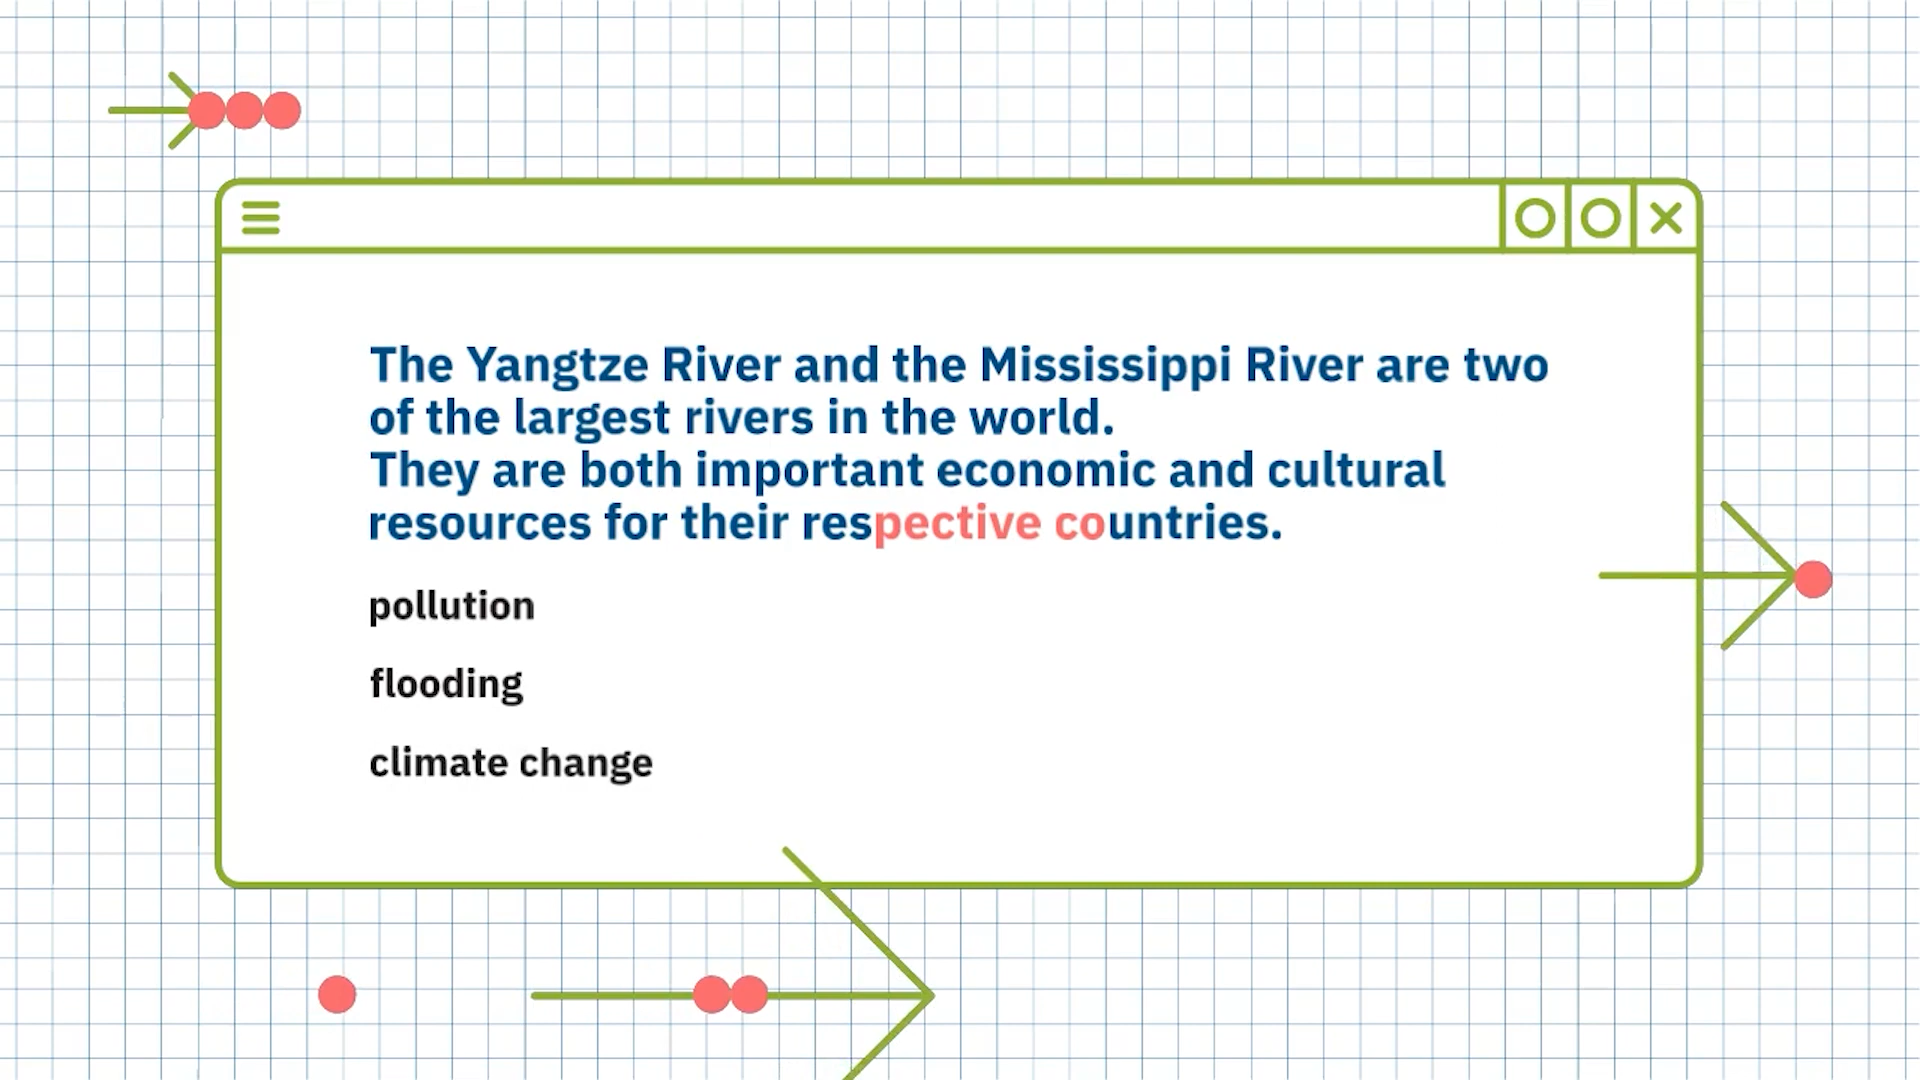 The Yangtze River and the Mississippi River are two
of the largest rivers in the world.
They are both important economic and cultural
resources for their respective countries.
pollution
flooding
climate change